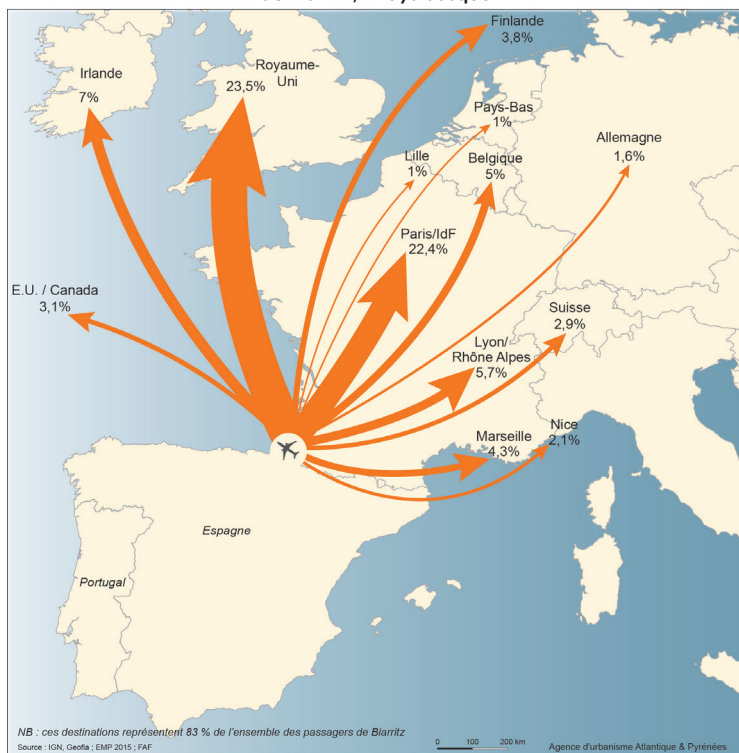 Finlande
3,8%
Irlande
7%
Royaume-
Uni
23,5%
Pays-Bas
1%
Allemagne
1,6%
Lille
1%
Belgique
5%
Paris/IdF
22,4%
E.U. / Canada
3,1%
Suisse
2,9%
Lyon/
Rhône Alpes
5,7%
Marseille
4,3%
Nice
2,1%
Espagne
Portugal
NB : ces destinations représentent 83 % de l'ensemble des passagers de Biarritz
Source : IGN, Geofla ; EMP 2015 ; FAF
0 100 200 km
Agence d'urbanisme Atlantique & Pyrénées